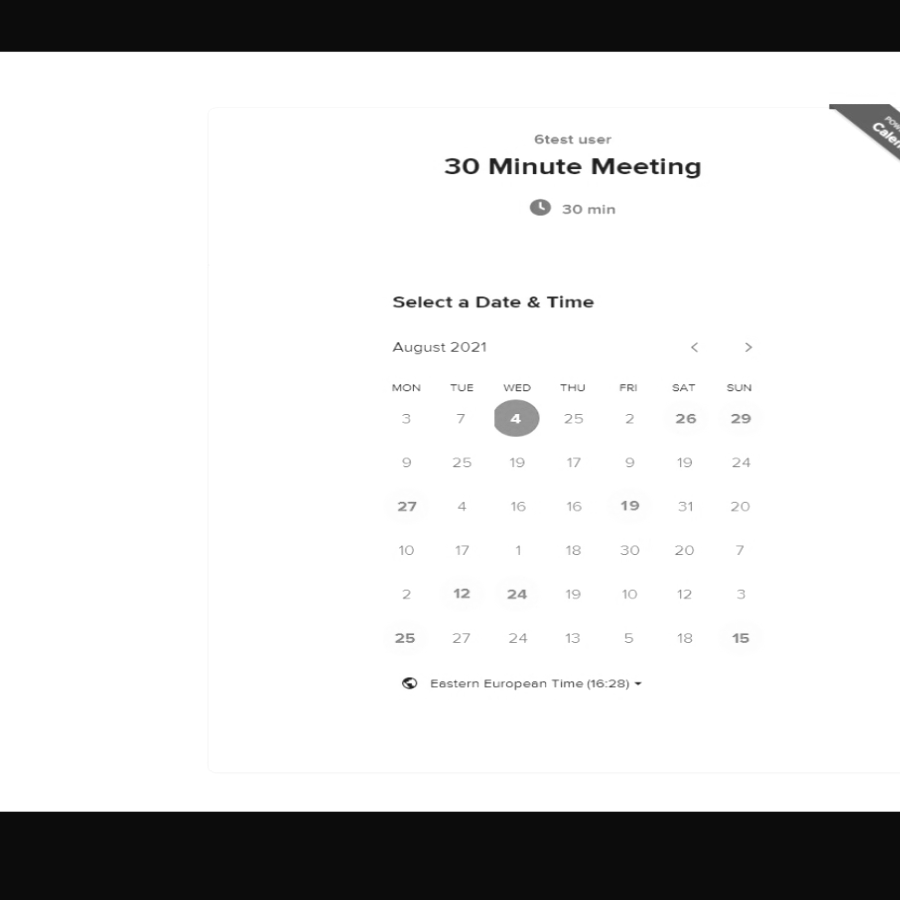 6test user
30 Minute Meeting
30 min
Select a Date & Time
August 2021
MON TUE WED THU FRI SAT SUN
3 7 4 25 2 26 29
9 25 19 17 9 19 24
27 4 16 16 19 31 20
10 17 1 18 30 20 7
2 12 24 19 10 12 3
25 27 24 13 5 18 15
Eastern European Time (16:28)